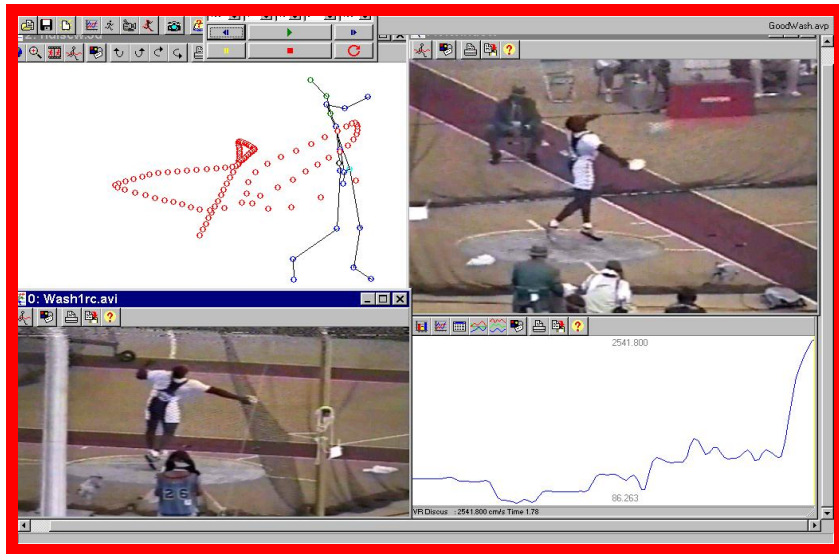 GoodWash.avp
0: Wash1rc.avi
26
2541.800
86.263
VR Discus : 2541.800 cm/s Time 1.78